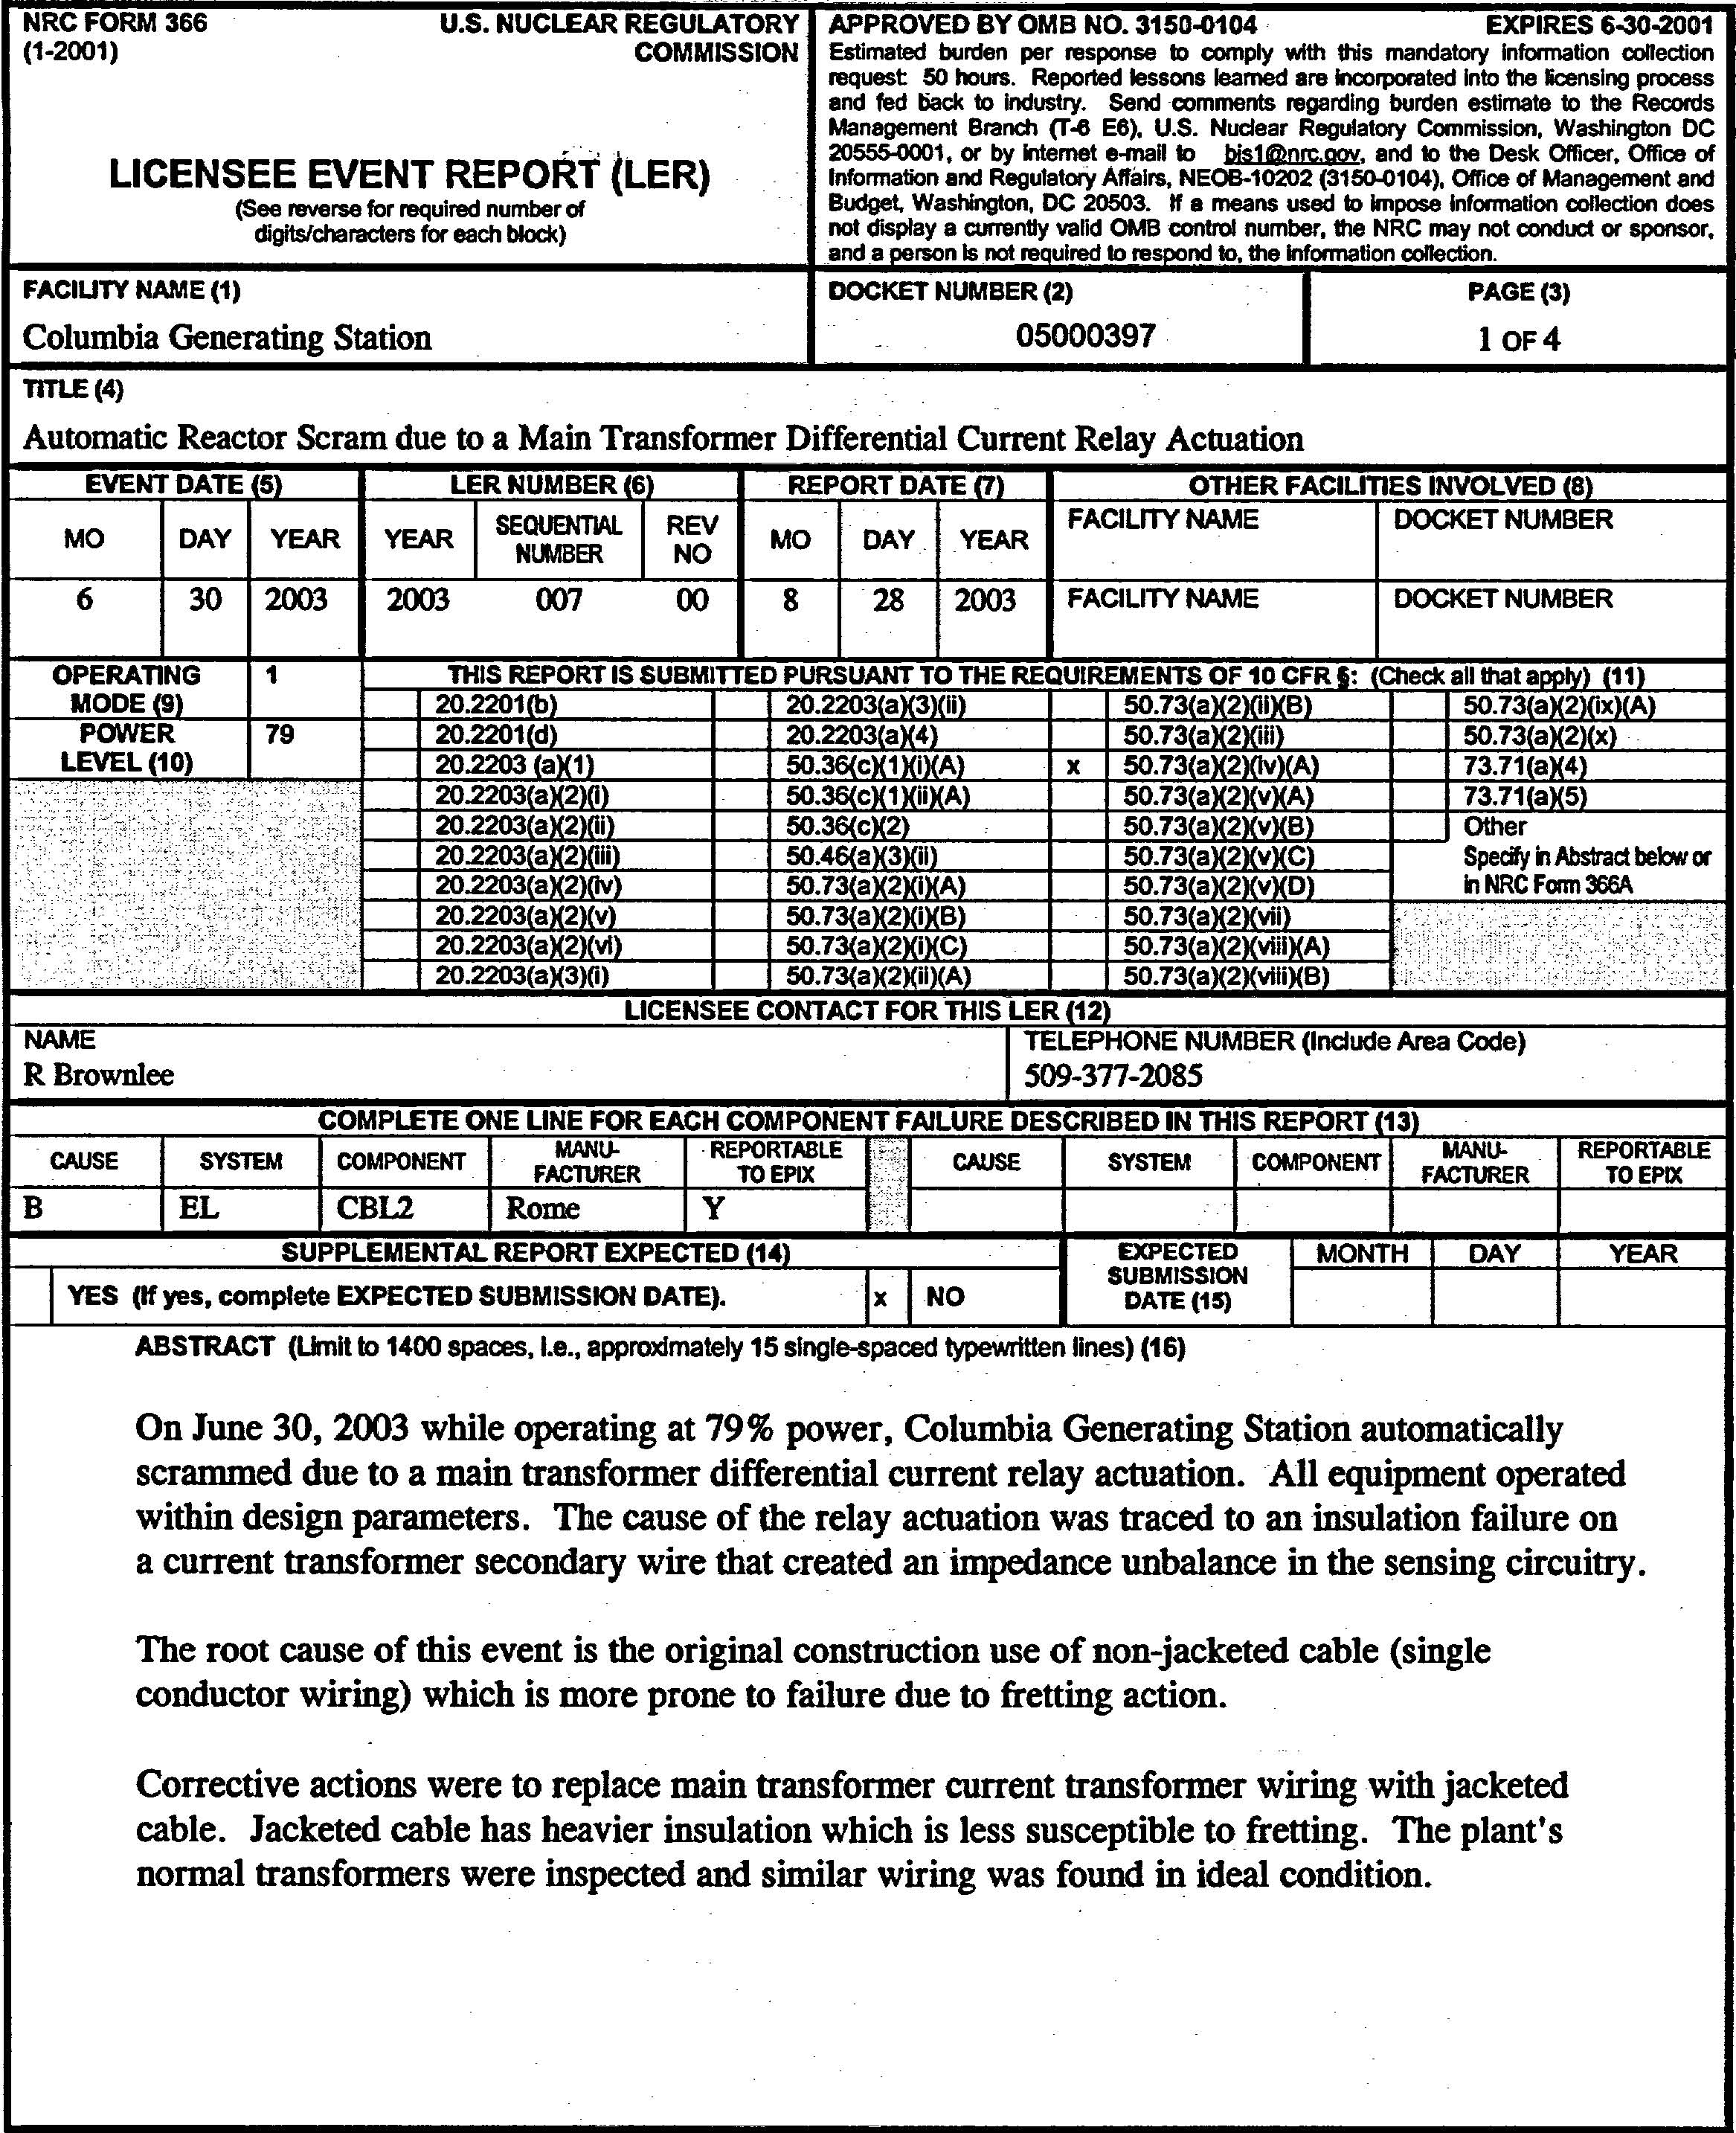 NRC FORM 366
(1-2001)
U.S. NUCLEAR REGULATORY
COMMISSION
LICENSEE EVENT REPORT (LER)
(See reverse for required number of
digits/characters for each block)
APPROVED BY OMB NO. 3150-0104 EXPIRES 6-30-2001
Estimated burden per response to comply with this mandatory information collection
request: 50 hours. Reported lessons learned are incorporated into the licensing process
and fed back to industry. Send comments regarding burden estimate to the Records
Management Branch (T-6 E6), U.S. Nuclear Regulatory Commission, Washington DC
20555-0001, or by internet e-mail to bjs1@nrc.gov, and to the Desk Officer, Office of
Information and Regulatory Affairs, NEOB-10202 (3150-0104), Office of Management and
Budget, Washington, DC 20503. If a means used to impose information collection does
not display a currently valid OMB control number, the NRC may not conduct or sponsor,
and a person is not required to respond to, the information collection.
FACILITY NAME (1)
Columbia Generating Station
DOCKET NUMBER (2)
05000397
PAGE (3)
1 OF 4
TITLE (4)
Automatic Reactor Scram due to a Main Transformer Differential Current Relay Actuation
EVENT DATE (5) LER NUMBER (6) REPORT DATE (7) OTHER FACILITIES INVOLVED (8)
MO DAY YEAR YEAR SEQUENTIAL NUMBER REV NO MO DAY YEAR FACILITY NAME DOCKET NUMBER
6 30 2003 2003 007 00 8 28 2003 FACILITY NAME DOCKET NUMBER
OPERATING
MODE (9)
1
THIS REPORT IS SUBMITTED PURSUANT TO THE REQUIREMENTS OF 10 CFR §: (Check all that apply) (11)
20.2201(b) 20.2203(a)(3)(ii) 50.73(a)(2)(ii)(B) 50.73(a)(2)(ix)(A)
POWER
LEVEL (10)
79
20.2201(d) 20.2203(a)(4) 50.73(a)(2)(iii) 50.73(a)(2)(x)
20.2203 (a)(1) 50.36(c)(1)(i)(A) x 50.73(a)(2)(iv)(A) 73.71(a)(4)
20.2203(a)(2)(i) 50.36(c)(1)(ii)(A) 50.73(a)(2)(v)(A) 73.71(a)(5)
20.2203(a)(2)(ii) 50.36(c)(2) 50.73(a)(2)(v)(B) Other
20.2203(a)(2)(iii) 50.46(a)(3)(ii) 50.73(a)(2)(v)(C) Specify in Abstract below or
20.2203(a)(2)(iv) 50.73(a)(2)(i)(A) 50.73(a)(2)(v)(D) in NRC Form 366A
20.2203(a)(2)(v) 50.73(a)(2)(i)(B) 50.73(a)(2)(vii)
20.2203(a)(2)(vi) 50.73(a)(2)(i)(C) 50.73(a)(2)(viii)(A)
20.2203(a)(3)(i) 50.73(a)(2)(ii)(A) 50.73(a)(2)(viii)(B)
LICENSEE CONTACT FOR THIS LER (12)
NAME
R Brownlee
TELEPHONE NUMBER (Include Area Code)
509-377-2085
COMPLETE ONE LINE FOR EACH COMPONENT FAILURE DESCRIBED IN THIS REPORT (13)
CAUSE SYSTEM COMPONENT MANU-FACTURER REPORTABLE TO EPIX CAUSE SYSTEM COMPONENT MANU-FACTURER REPORTABLE TO EPIX
B EL CBL2 Rome Y
SUPPLEMENTAL REPORT EXPECTED (14)
YES (If yes, complete EXPECTED SUBMISSION DATE). x NO
EXPECTED
SUBMISSION
DATE (15)
MONTH DAY YEAR
ABSTRACT (Limit to 1400 spaces, i.e., approximately 15 single-spaced typewritten lines) (16)
On June 30, 2003 while operating at 79% power, Columbia Generating Station automatically
scrammed due to a main transformer differential current relay actuation. All equipment operated
within design parameters. The cause of the relay actuation was traced to an insulation failure on
a current transformer secondary wire that created an impedance unbalance in the sensing circuitry.
The root cause of this event is the original construction use of non-jacketed cable (single
conductor wiring) which is more prone to failure due to fretting action.
Corrective actions were to replace main transformer current transformer wiring with jacketed
cable. Jacketed cable has heavier insulation which is less susceptible to fretting. The plant's
normal transformers were inspected and similar wiring was found in ideal condition.